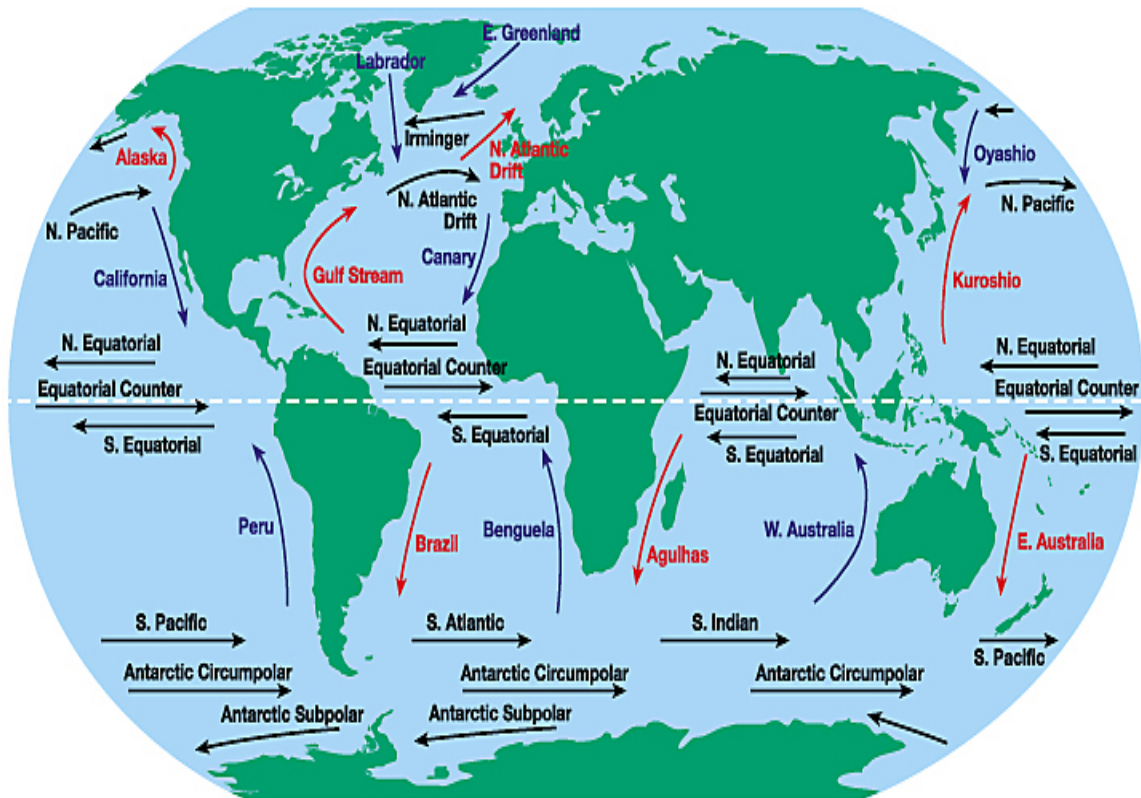 E. Greenland
Labrador
Irminger
Alaska
N. Atlantic
Drift
Oyashio
N. Atlantic
Drift
N. Pacific
N. Pacific
Canary
California
Gulf Stream
Kuroshio
N. Equatorial
N. Equatorial
N. Equatorial
N. Equatorial
Equatorial Counter
Equatorial Counter
Equatorial Counter
Equatorial Counter
S. Equatorial
S. Equatorial
S. Equatorial
S. Equatorial
Peru
Brazil
Benguela
Agulhas
W. Australia
E. Australia
S. Pacific
S. Atlantic
S. Indian
S. Pacific
Antarctic Circumpolar
Antarctic Circumpolar
Antarctic Circumpolar
Antarctic Subpolar
Antarctic Subpolar